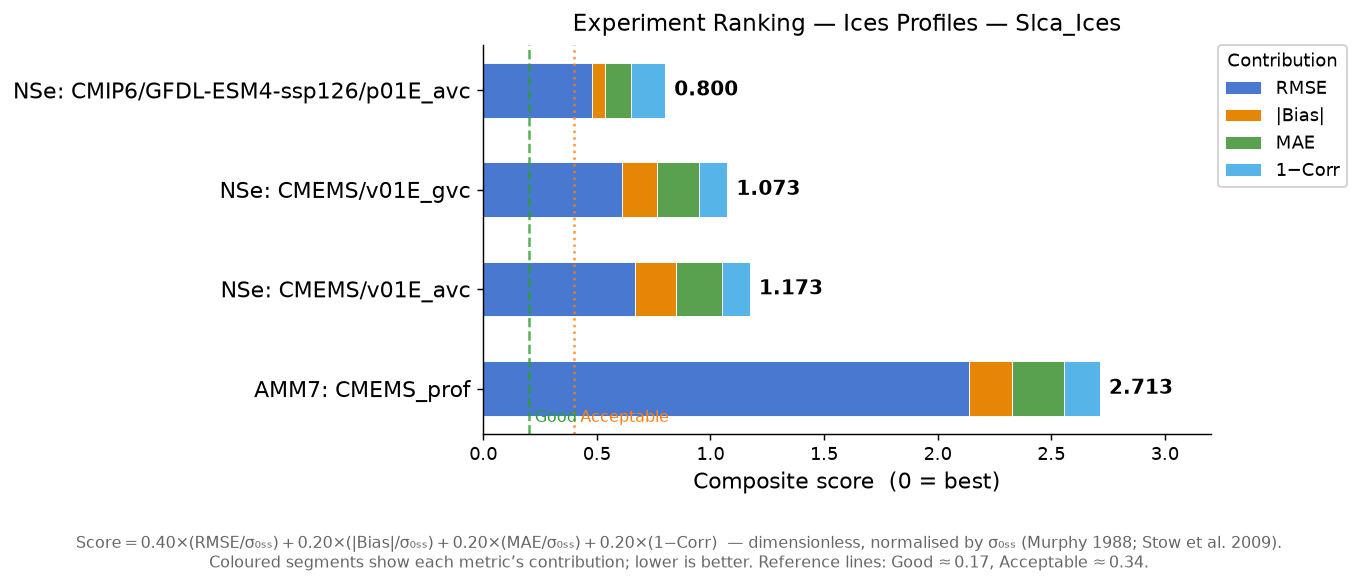 Experiment Ranking — Ices Profiles — Slca_Ices
NSe: CMIP6/GFDL-ESM4-ssp126/p01E_avc
0.800
NSe: CMEMS/v01E_gvc
1.073
NSe: CMEMS/v01E_avc
1.173
AMM7: CMEMS_prof
2.713
Good
Acceptable
0.0 0.5 1.0 1.5 2.0 2.5 3.0
Composite score (0 = best)
Contribution
RMSE
|Bias|
MAE
1−Corr
Score = 0.40×(RMSE/σₒₛₛ) + 0.20×(|Bias|/σₒₛₛ) + 0.20×(MAE/σₒₛₛ) + 0.20×(1−Corr) — dimensionless, normalised by σₒₛₛ (Murphy 1988; Stow et al. 2009).
Coloured segments show each metric’s contribution; lower is better. Reference lines: Good ≈ 0.17, Acceptable ≈ 0.34.